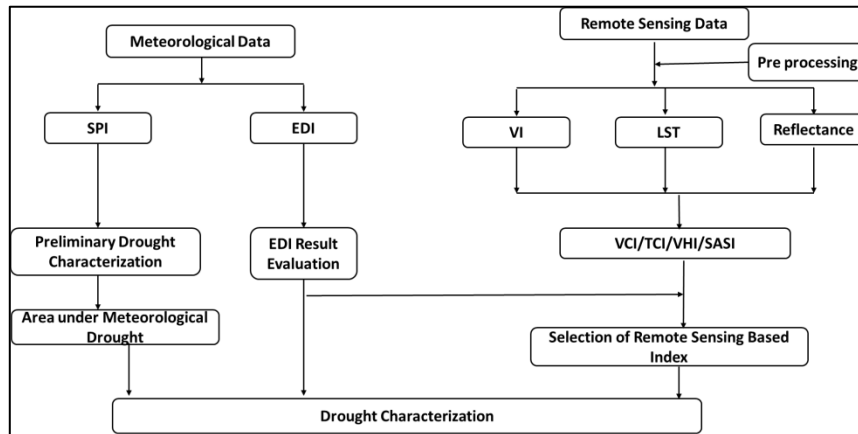 Meteorological Data
Remote Sensing Data
Pre processing
SPI
EDI
VI
LST
Reflectance
Preliminary Drought
Characterization
EDI Result
Evaluation
VCI/TCI/VHI/SASI
Area under Meteorological
Drought
Selection of Remote Sensing Based
Index
Drought Characterization